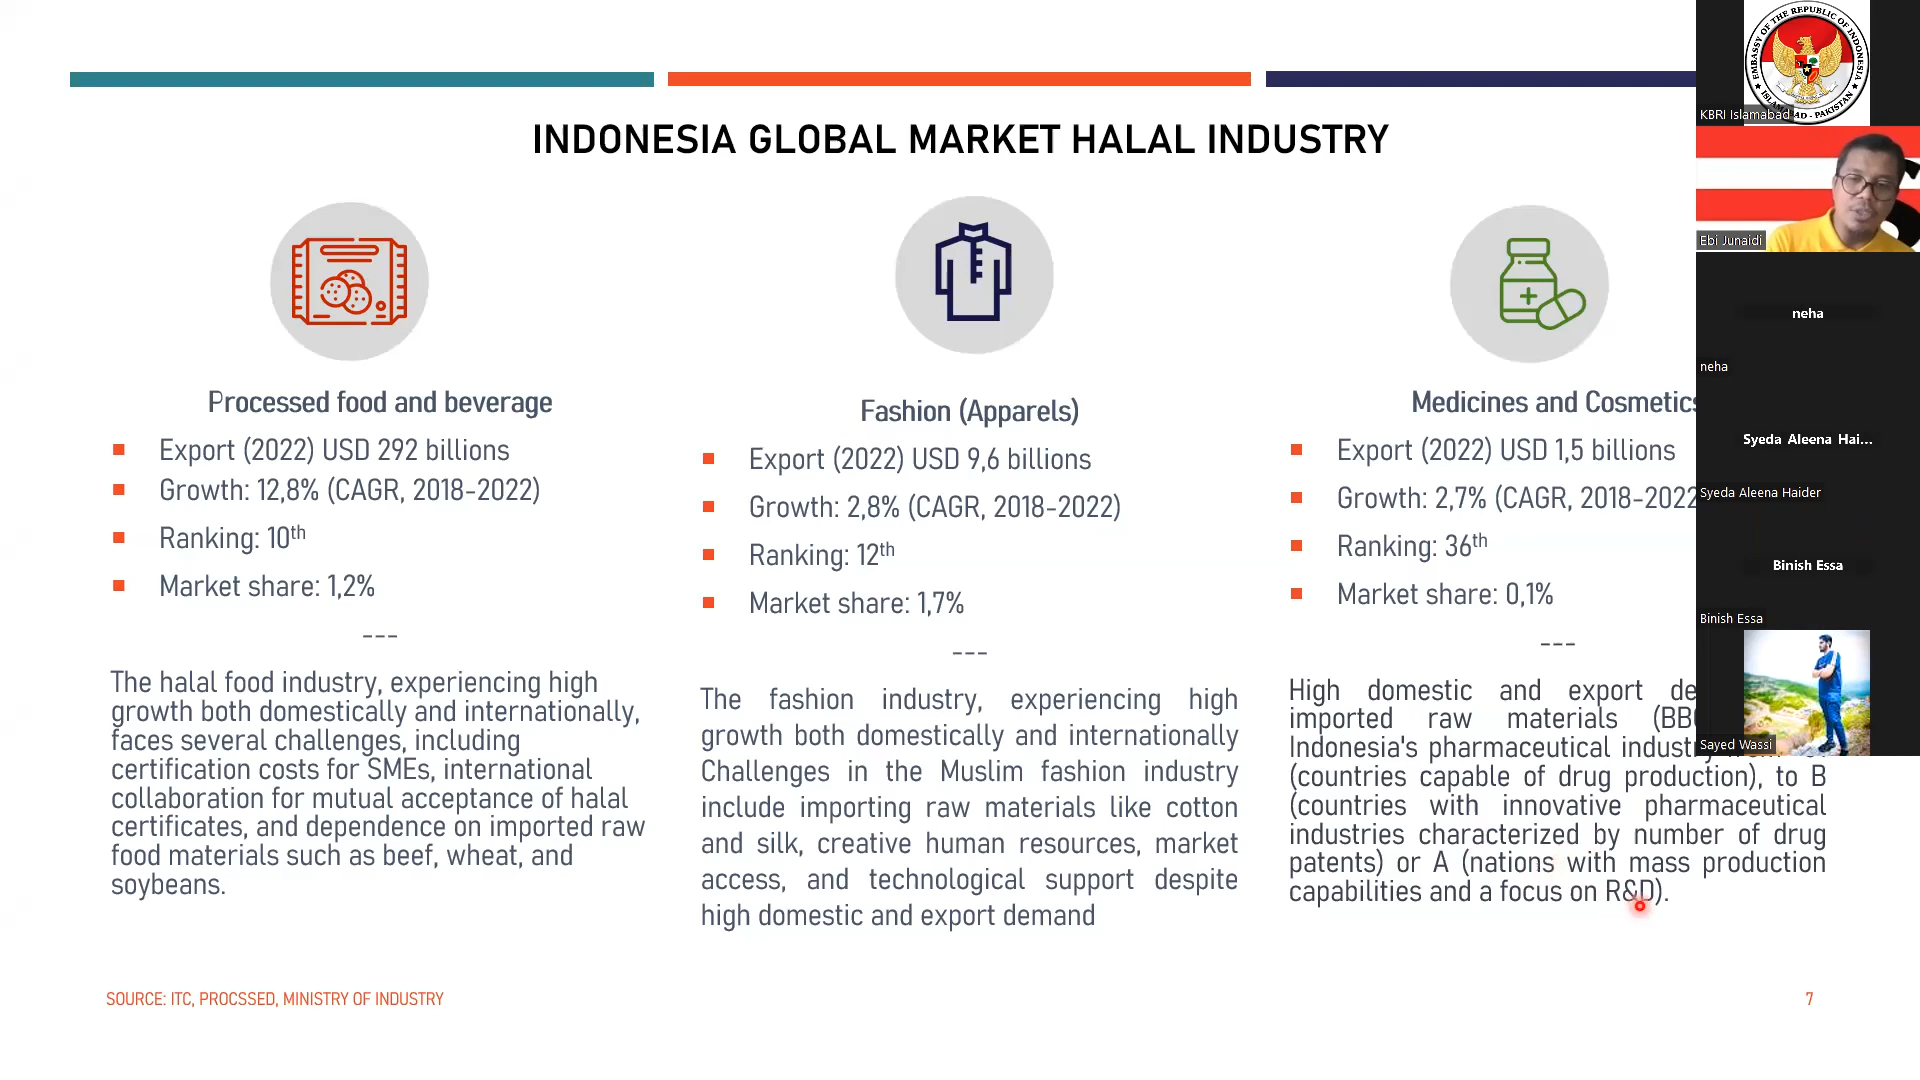 INDONESIA GLOBAL MARKET HALAL INDUSTRY
Processed food and beverage
Export (2022) USD 292 billions
Growth: 12,8% (CAGR, 2018-2022)
Ranking: 10th
Market share: 1,2%
---
The halal food industry, experiencing high
growth both domestically and internationally,
faces several challenges, including
certification costs for SMEs, international
collaboration for mutual acceptance of halal
certificates, and dependence on imported raw
food materials such as beef, wheat, and
soybeans.
Fashion (Apparels)
Export (2022) USD 9,6 billions
Growth: 2,8% (CAGR, 2018-2022)
Ranking: 12th
Market share: 1,7%
---
The fashion industry, experiencing high
growth both domestically and internationally
Challenges in the Muslim fashion industry
include importing raw materials like cotton
and silk, creative human resources, market
access, and technological support despite
high domestic and export demand
Medicines and Cosmetics
Export (2022) USD 1,5 billions
Growth: 2,7% (CAGR, 2018-2022
Ranking: 36th
Market share: 0,1%
---
High domestic and export
imported raw materials
Indonesia's pharmaceutical
(countries capable of drug production), to B
(countries with innovative pharmaceutical
industries characterized by number of drug
patents) or A (nations with mass production
capabilities and a focus on R&D).
SOURCE: ITC, PROCSSED, MINISTRY OF INDUSTRY
7
EMBASSY OF THE REPUBLIC OF INDONESIA
KBRI Islamabad
Ebi Junaidi
neha
neha
Syeda Aleena Hai...
Syeda Aleena Haider
Binish Essa
Binish Essa
Sayed Wassi